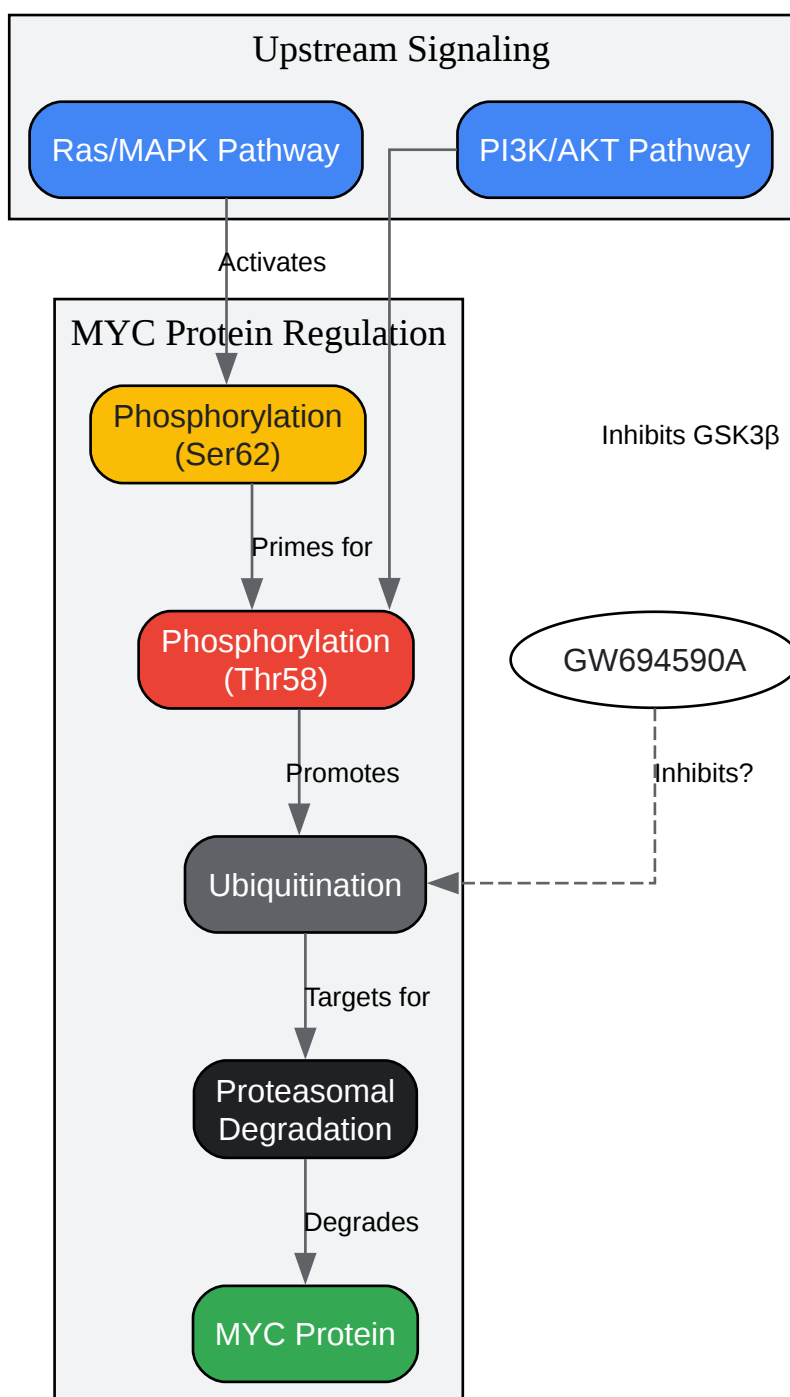 Upstream Signaling
Ras/MAPK Pathway
PI3K/AKT Pathway
Activates
MYC Protein Regulation
Phosphorylation
(Ser62)
Inhibits GSK3β
Primes for
Phosphorylation
(Thr58)
GW694590A
Promotes
Inhibits?
Ubiquitination
Targets for
Proteasomal
Degradation
Degrades
MYC Protein